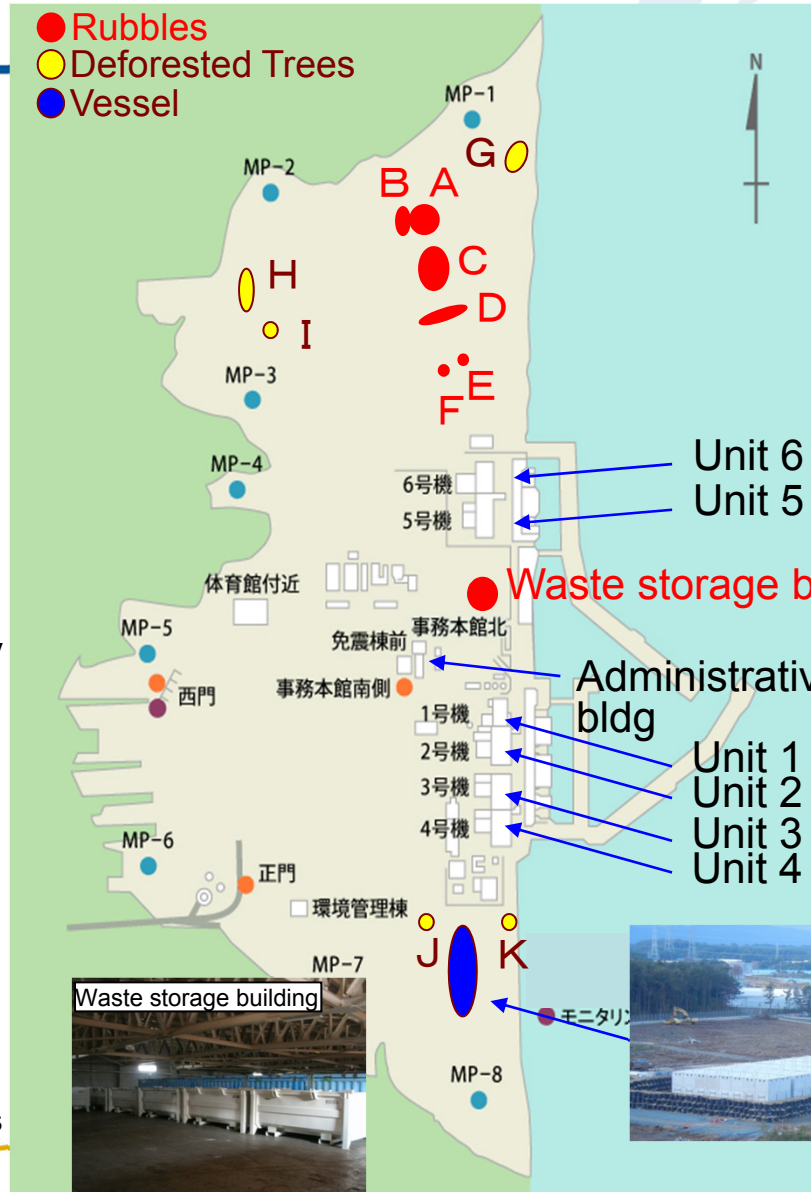 Rubbles
Deforested Trees
Vessel
N
MP-1
G
MP-2
B A
C
H
D
I
E
MP-3
F
MP-4
6号機
Unit 6
5号機
Unit 5
体育館付近
Waste storage b
MP-5
事務本館北
免震棟前
Administrativ
bldg
西門
事務本館南側
1号機
2号機
Unit 1
Unit 2
3号機
Unit 3
4号機
Unit 4
MP-6
正門
環境管理棟
J
K
MP-7
Waste storage building
モニタリン
MP-8